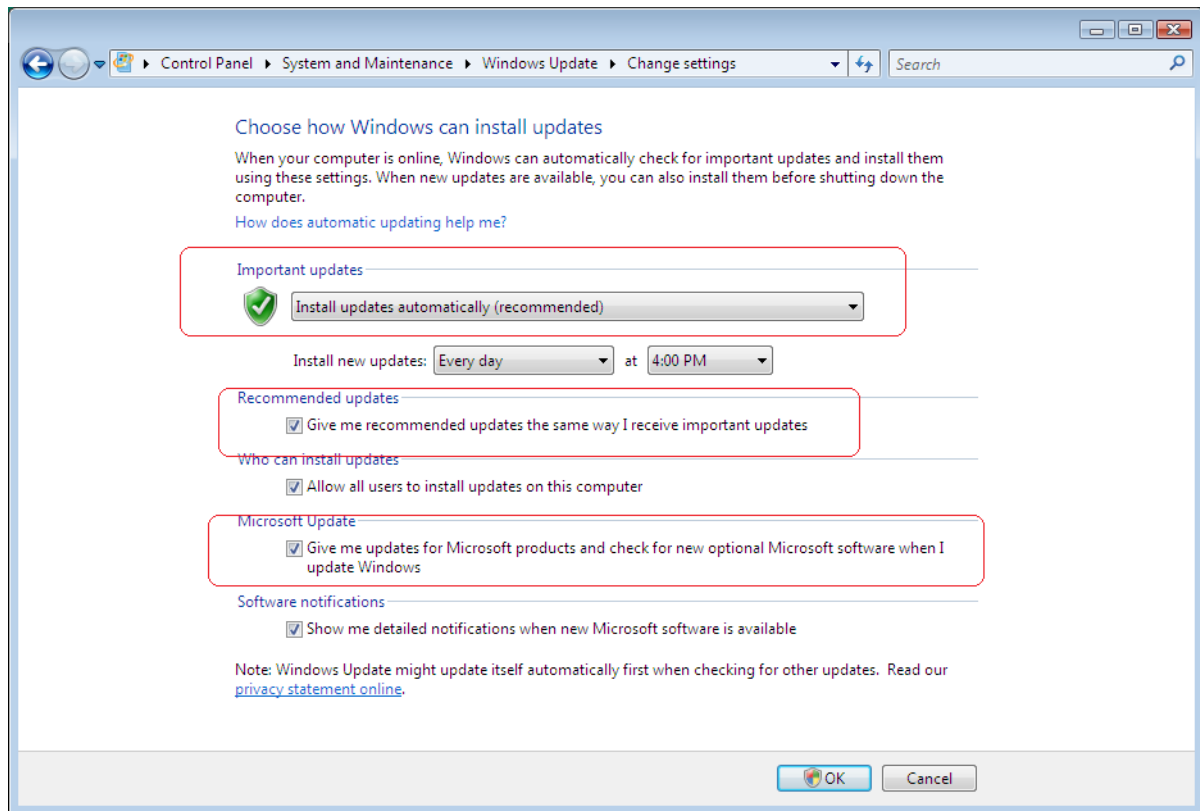 Control Panel System and Maintenance Windows Update Change settings Search
Choose how Windows can install updates
When your computer is online, Windows can automatically check for important updates and install them
using these settings. When new updates are available, you can also install them before shutting down the
computer.
How does automatic updating help me?
Important updates
Install updates automatically (recommended)
Install new updates: Every day at 4:00 PM
Recommended updates
Give me recommended updates the same way I receive important updates
Who can install updates
Allow all users to install updates on this computer
Microsoft Update
Give me updates for Microsoft products and check for new optional Microsoft software when I
update Windows
Software notifications
Show me detailed notifications when new Microsoft software is available
Note: Windows Update might update itself automatically first when checking for other updates. Read our
privacy statement online.
OK Cancel